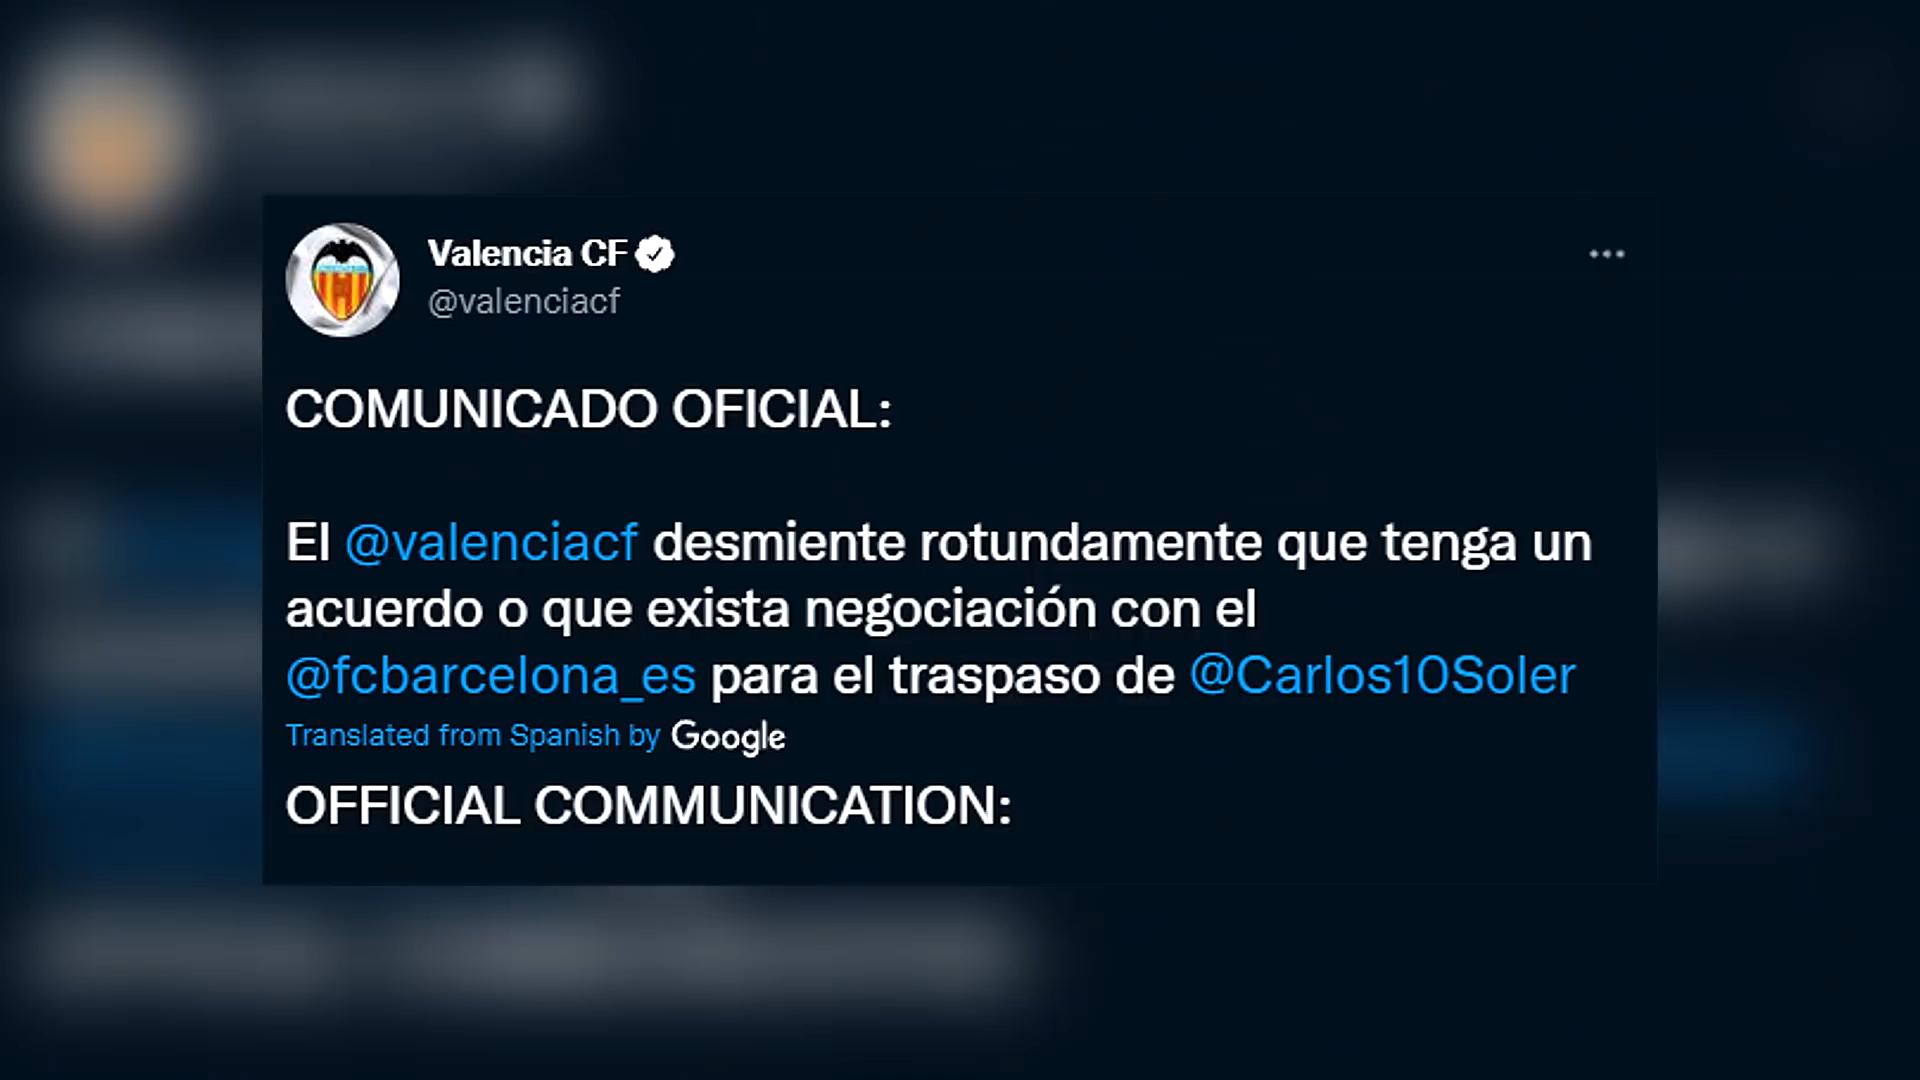 Valencia CF
@valenciacf
COMUNICADO OFICIAL:
El @valenciacf desmiente rotundamente que tenga un
acuerdo o que exista negociación con el
@fcbarcelona_es para el traspaso de @Carlos10Soler
Translated from Spanish by Google
OFFICIAL COMMUNICATION: